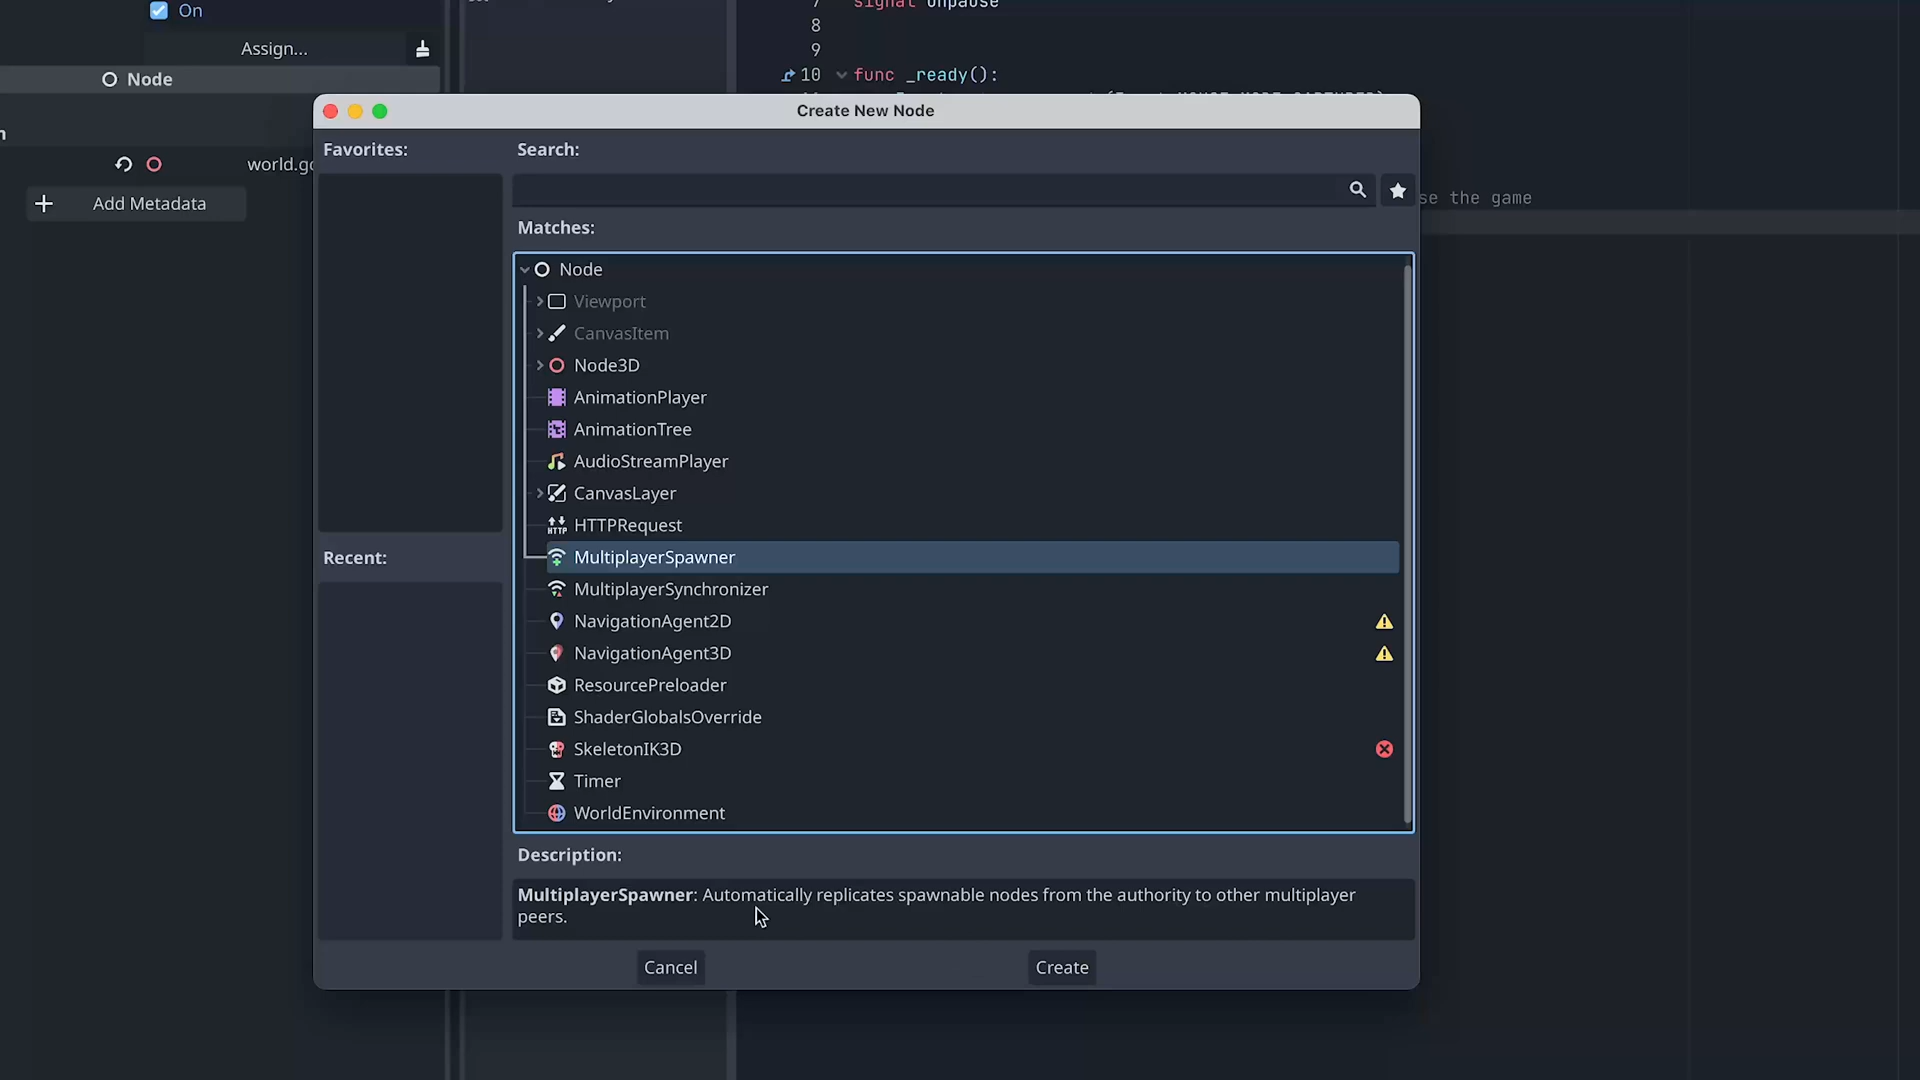 On
Assign...
Node
world.gd
Add Metadata
signal unpause
8
9
10 func _ready():
se the game
Create New Node
Favorites:
Search:
Matches:
Node
Viewport
CanvasItem
Node3D
AnimationPlayer
AnimationTree
AudioStreamPlayer
CanvasLayer
HTTPRequest
MultiplayerSpawner
MultiplayerSynchronizer
NavigationAgent2D
NavigationAgent3D
ResourcePreloader
ShaderGlobalsOverride
SkeletonIK3D
Timer
WorldEnvironment
Recent:
Description:
MultiplayerSpawner: Automatically replicates spawnable nodes from the authority to other multiplayer
peers.
Cancel
Create